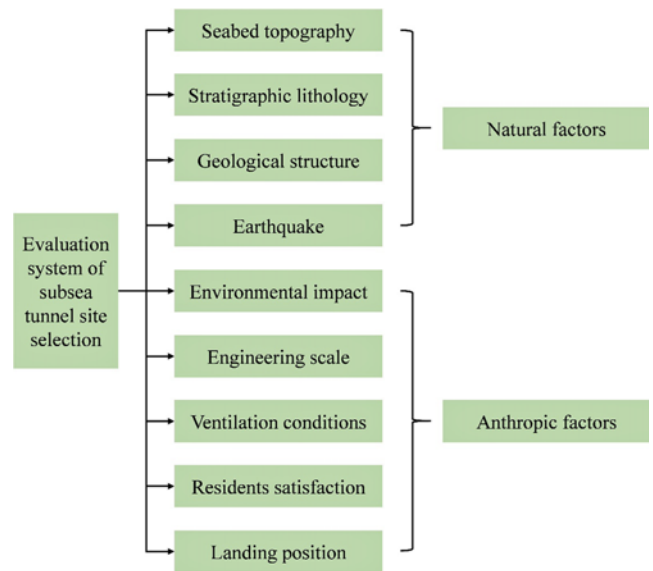 Seabed topography
Stratigraphic lithology
Geological structure
Earthquake
Natural factors
Evaluation
system of
subsea
tunnel site
selection
Environmental impact
Engineering scale
Ventilation conditions
Residents satisfaction
Landing position
Anthropic factors